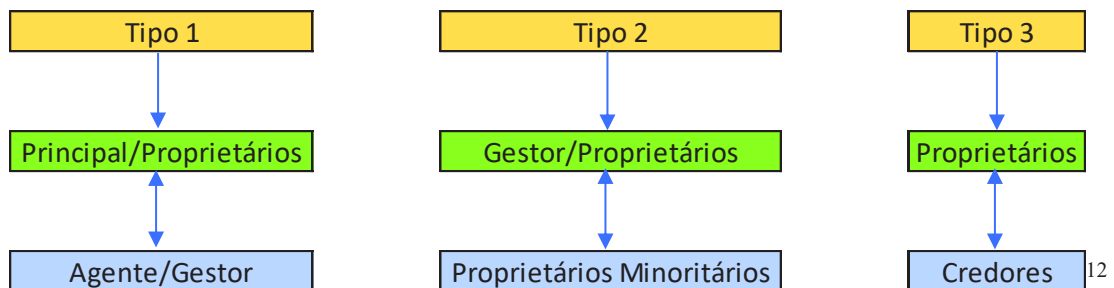 Tipo 1
Tipo 2
Tipo 3
Principal/Proprietários
Gestor/Proprietários
Proprietários
Agente/Gestor
Proprietários Minoritários
Credores
12